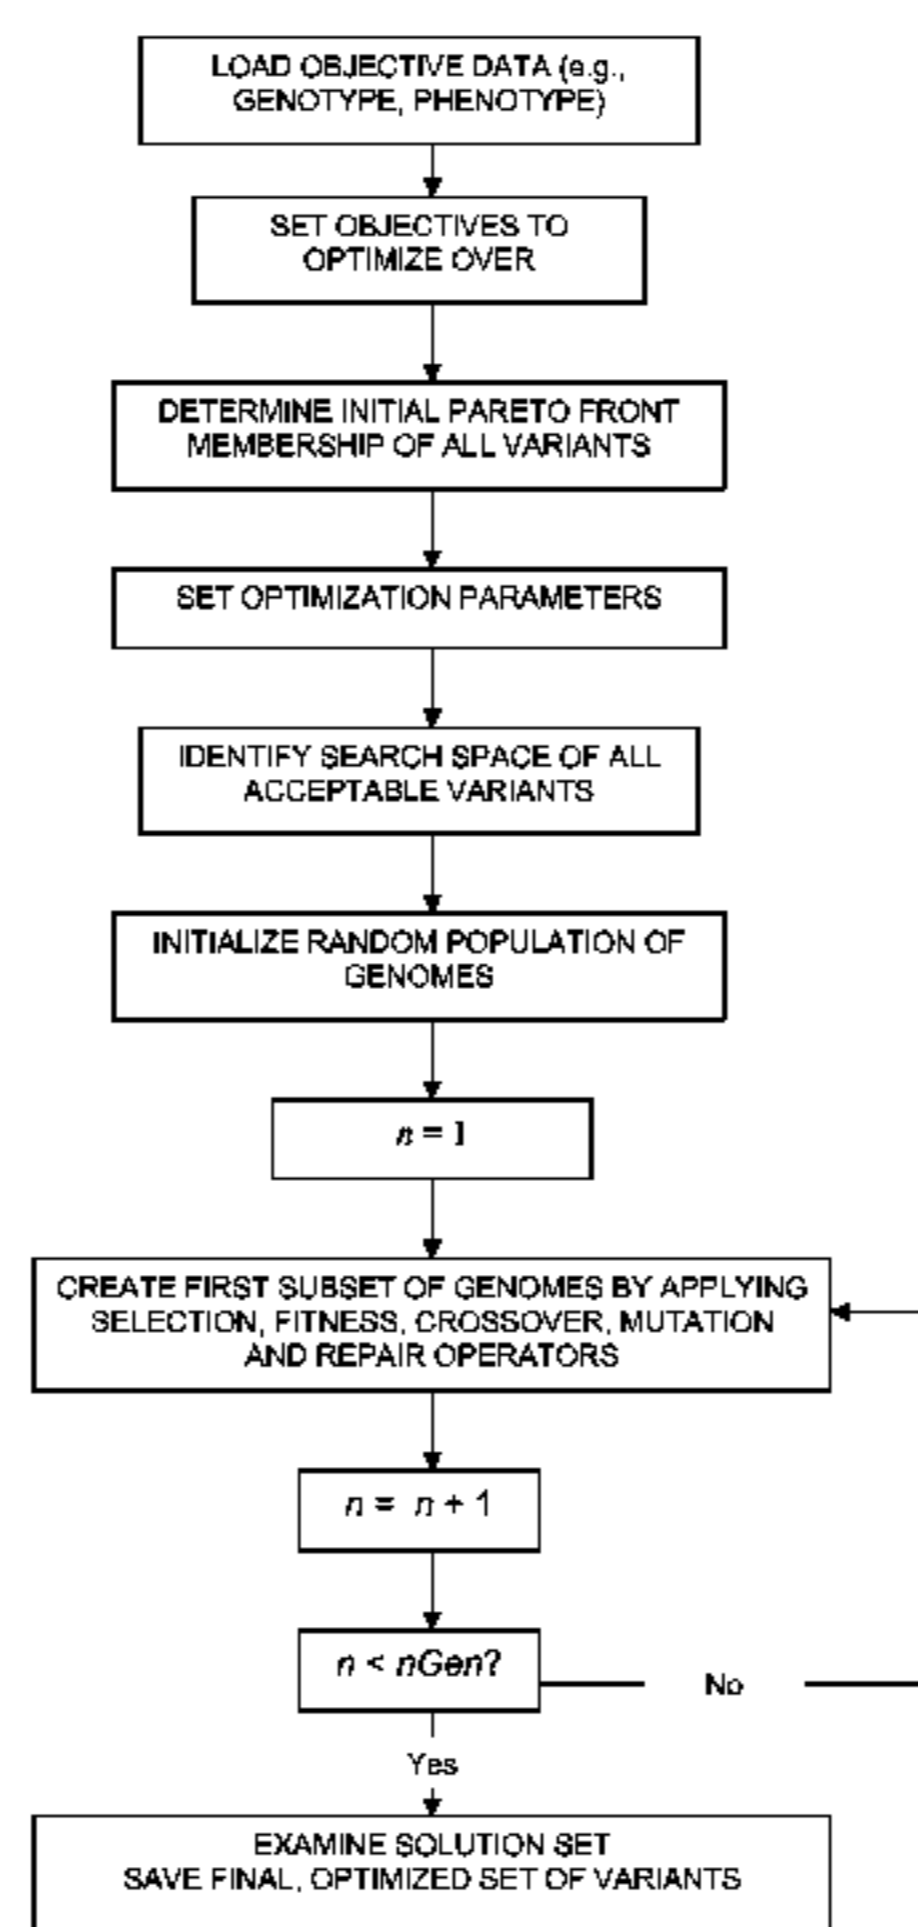 LOAD OBJECTIVE DATA (e.g.,
GENOTYPE, PHENOTYPE)
SET OBJECTIVES TO
OPTIMIZE OVER
DETERMINE INITIAL PARETO FRONT
MEMBERSHIP OF ALL VARIANTS
SET OPTIMIZATION PARAMETERS
IDENTIFY SEARCH SPACE OF ALL
ACCEPTABLE VARIANTS
INITIALIZE RANDOM POPULATION OF
GENOMES
n = 1
CREATE FIRST SUBSET OF GENOMES BY APPLYING
SELECTION, FITNESS, CROSSOVER, MUTATION
AND REPAIR OPERATORS
n = n + 1
n < nGen?
No
Yes
EXAMINE SOLUTION SET
SAVE FINAL, OPTIMIZED SET OF VARIANTS